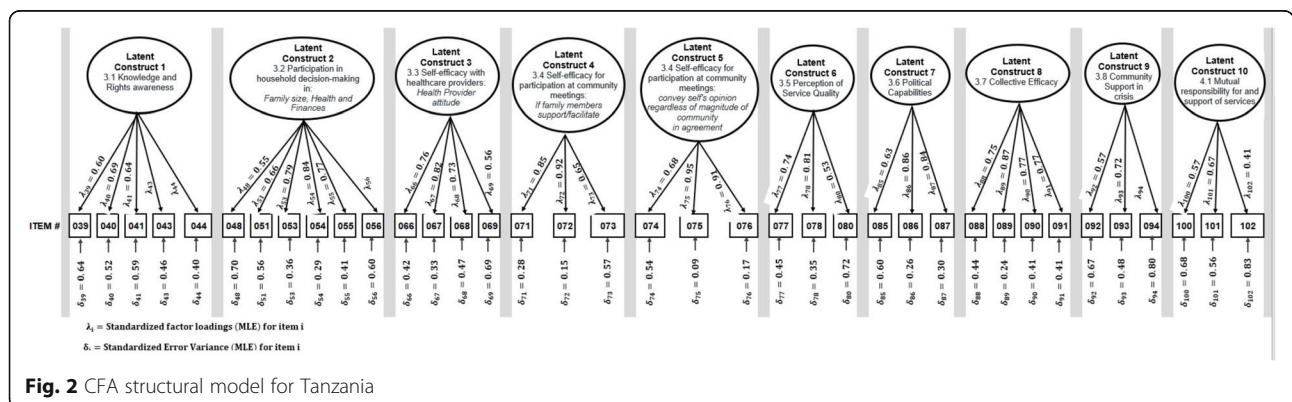 Latent
Construct 1
3.1 Knowledge and
Rights awareness
Latent
Construct 2
3.2 Participation in
household decision-making
in:
Family size, Health and
Finances
Latent
Construct 3
3.3 Self-efficacy with
healthcare providers:
Health Provider
attitude
Latent
Construct 4
3.4 Self-efficacy for
participation at community
meetings:
If family members
support/facilitate
Latent
Construct 5
3.4 Self-efficacy for
participation at community
meetings:
convey self's opinion
regardless of magnitude of
community
in agreement
Latent
Construct 6
3.5 Perception of
Service Quality
Latent
Construct 7
3.6 Political
Capabilities
Latent
Construct 8
3.7 Collective Efficacy
Latent
Construct 9
3.8 Community
Support in
crisis
Latent
Construct 10
4.1 Mutual
responsibility for and
support of services
λ39 = 0.60
λ40 = 0.69
λ41 = 0.64
λ43
λ44
λ48 = 0.55
λ51 = 0.66
λ53 = 0.79
λ54 = 0.84
λ55 = 0.77
λ56
λ66 = 0.76
λ67 = 0.82
λ68 = 0.73
λ69 = 0.56
λ71 = 0.85
λ72 = 0.92
λ73 = 0.65
λ74 = 0.68
λ75 = 0.95
λ76 = 0.91
λ77 = 0.74
λ78 = 0.81
λ80 = 0.53
λ85 = 0.63
λ86 = 0.86
λ87 = 0.84
λ88 = 0.75
λ89 = 0.87
λ90 = 0.77
λ91 = 0.77
λ92 = 0.57
λ93 = 0.72
λ94
λ100 = 0.57
λ101 = 0.67
λ102 = 0.41
ITEM # 039 040 041 043 044 048 051 053 054 055 056 066 067 068 069 071 072 073 074 075 076 077 078 080 085 086 087 088 089 090 091 092 093 094 100 101 102
δ39 = 0.64
δ40 = 0.52
δ41 = 0.59
δ43 = 0.46
δ44 = 0.40
δ48 = 0.70
δ51 = 0.56
δ53 = 0.36
δ54 = 0.29
δ55 = 0.41
δ56 = 0.60
δ66 = 0.42
δ67 = 0.33
δ68 = 0.47
δ69 = 0.69
δ71 = 0.28
δ72 = 0.15
δ73 = 0.57
δ74 = 0.54
δ75 = 0.09
δ76 = 0.17
δ77 = 0.45
δ78 = 0.35
δ80 = 0.72
δ85 = 0.60
δ86 = 0.26
δ87 = 0.30
δ88 = 0.44
δ89 = 0.24
δ90 = 0.41
δ91 = 0.41
δ92 = 0.67
δ93 = 0.48
δ94 = 0.80
δ100 = 0.68
δ101 = 0.56
δ102 = 0.83
λi = Standardized factor loadings (MLE) for item i
δ. = Standardized Error Variance (MLE) for item i
Fig. 2 CFA structural model for Tanzania